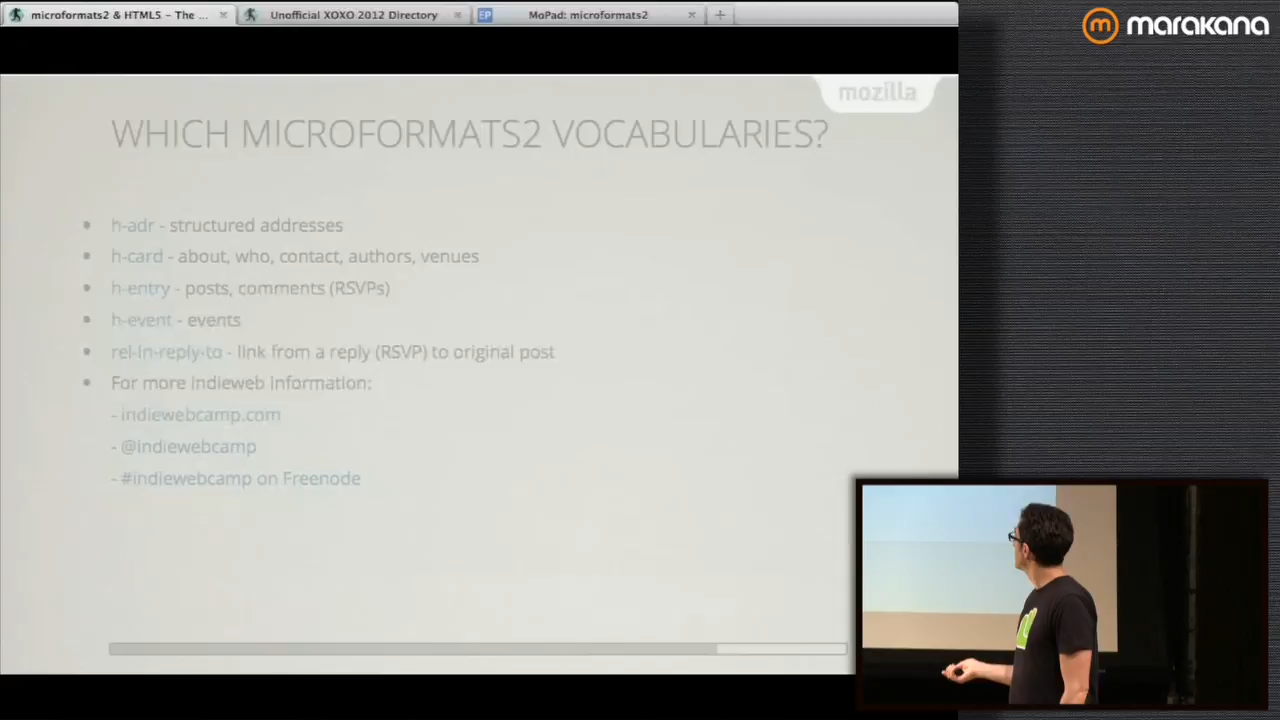 microformats2 & HTML5 - The ...
Unofficial XOXO 2012 Directory
EP
MoPad: microformats2
marakana
mozilla
WHICH MICROFORMATS2 VOCABULARIES?
h-adr - structured addresses
h-card - about, who, contact, authors, venues
h-entry - posts, comments (RSVPs)
h-event - events
rel-in-reply-to - link from a reply (RSVP) to original post
For more Indieweb Information:
- indiewebcamp.com
- @indiewebcamp
- #indiewebcamp on Freenode